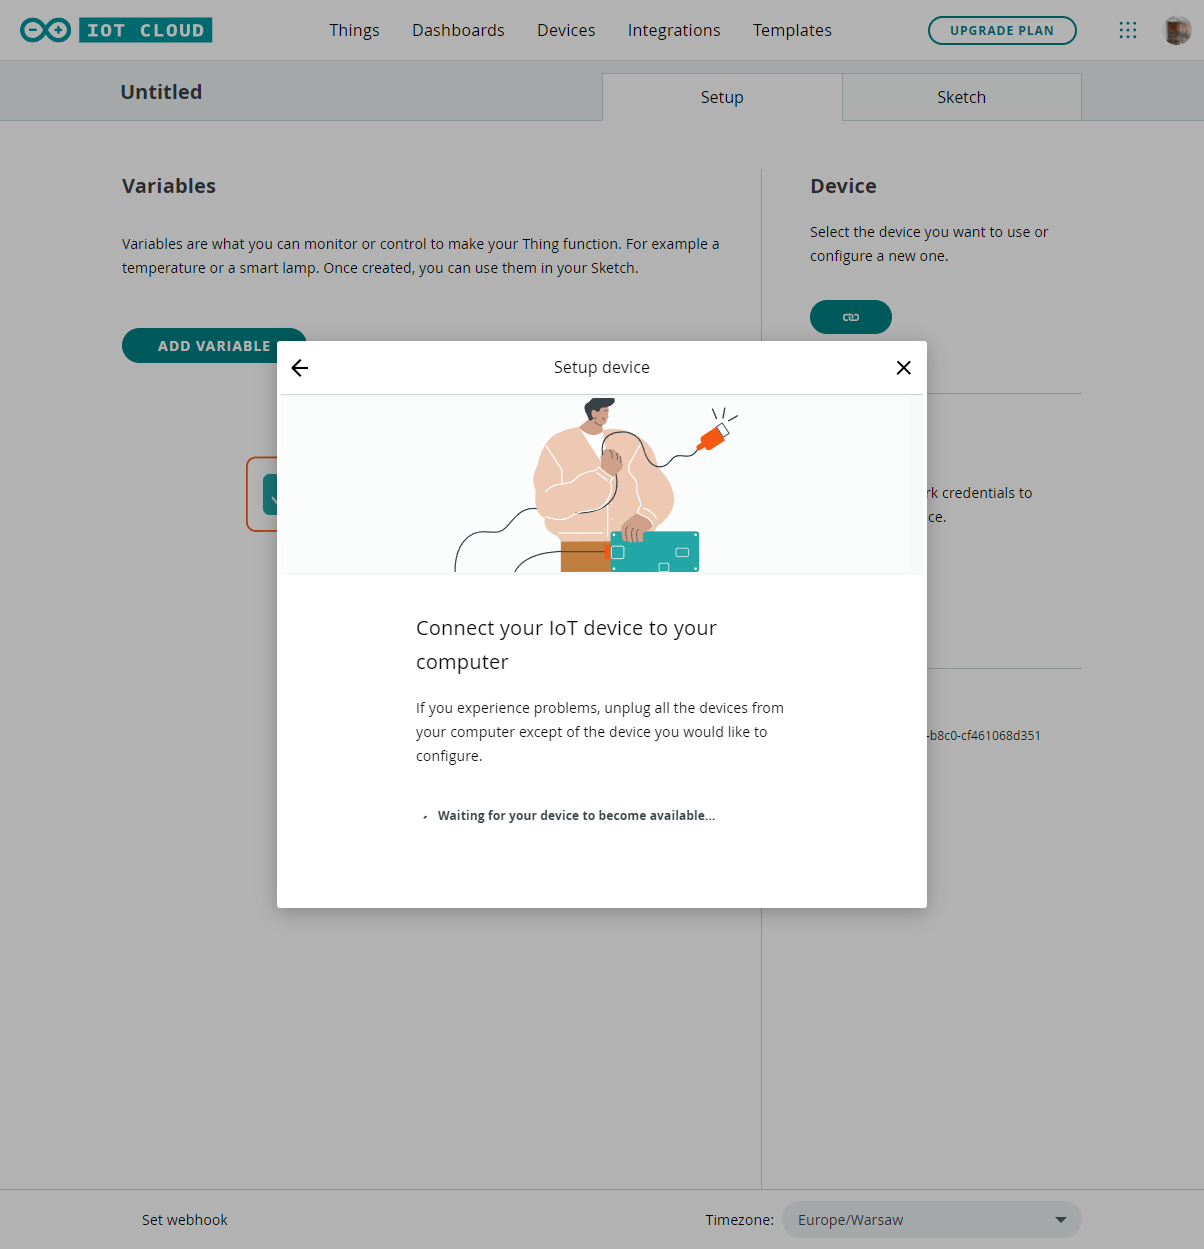 IOT CLOUD
Things
Dashboards
Devices
Integrations
Templates
UPGRADE PLAN
Untitled
Setup
Sketch
Variables
Variables are what you can monitor or control to make your Thing function. For example a
temperature or a smart lamp. Once created, you can use them in your Sketch.
ADD VARIABLE
Device
Select the device you want to use or
configure a new one.
credentials to
Setup device
Connect your IoT device to your
computer
If you experience problems, unplug all the devices from
your computer except of the device you would like to
configure.
Waiting for your device to become available...
-b8c0-cf461068d351
Set webhook
Timezone:
Europe/Warsaw